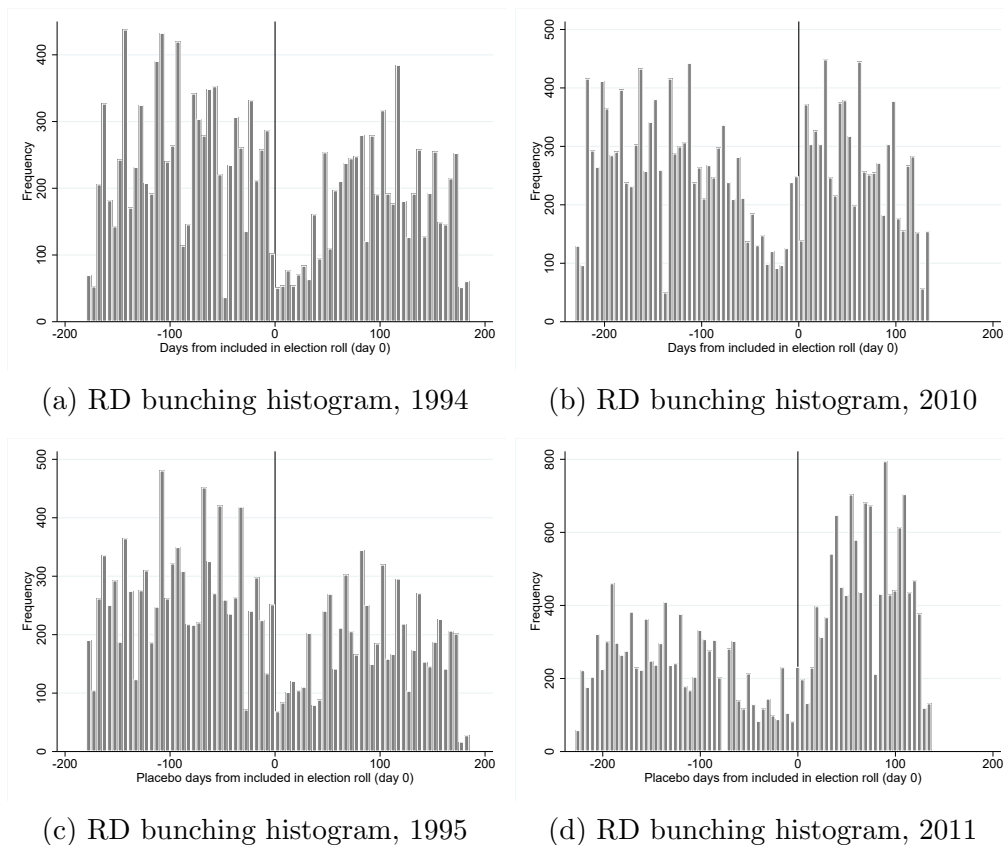 400
300
200
100
0
Frequency
-200 -100 0 100 200
Days from included in election roll (day 0)
(a) RD bunching histogram, 1994
500
400
300
200
100
0
Frequency
-200 -100 0 100 200
Days from included in election roll (day 0)
(b) RD bunching histogram, 2010
500
400
300
200
100
0
Frequency
-200 -100 0 100 200
Placebo days from included in election roll (day 0)
(c) RD bunching histogram, 1995
800
600
400
200
0
Frequency
-200 -100 0 100 200
Placebo days from included in election roll (day 0)
(d) RD bunching histogram, 2011